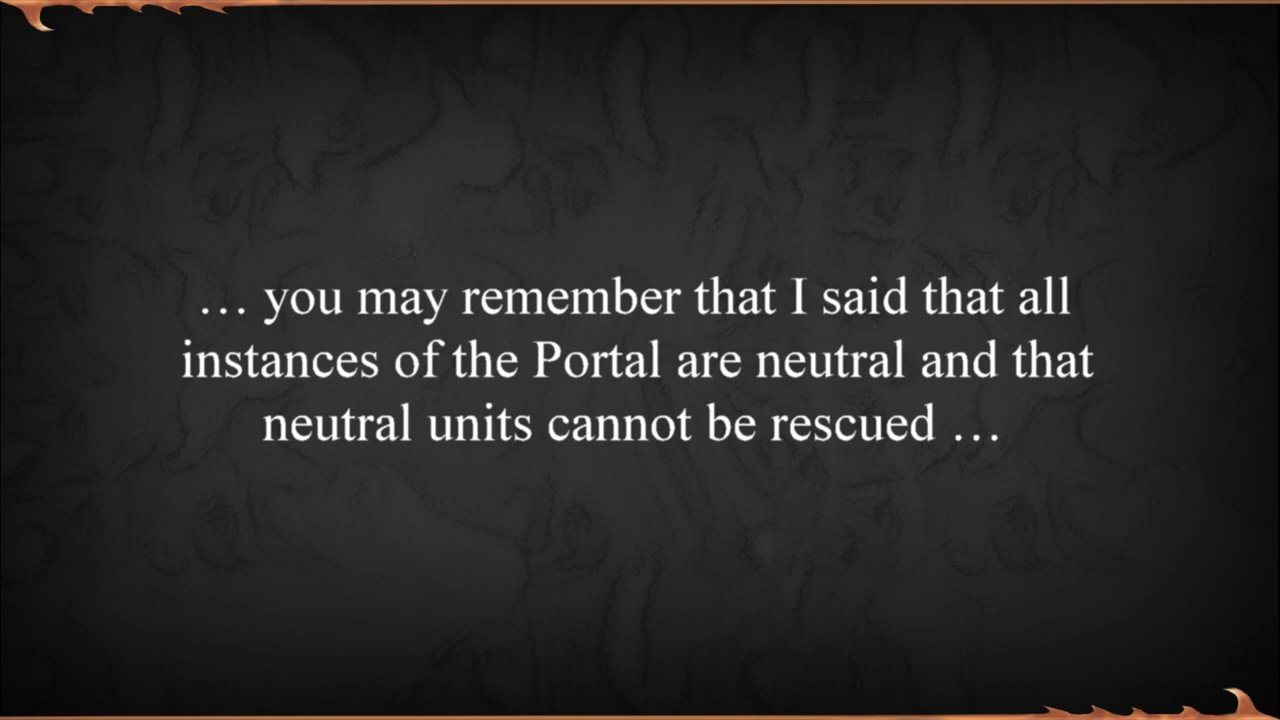 … you may remember that I said that all
instances of the Portal are neutral and that
neutral units cannot be rescued …